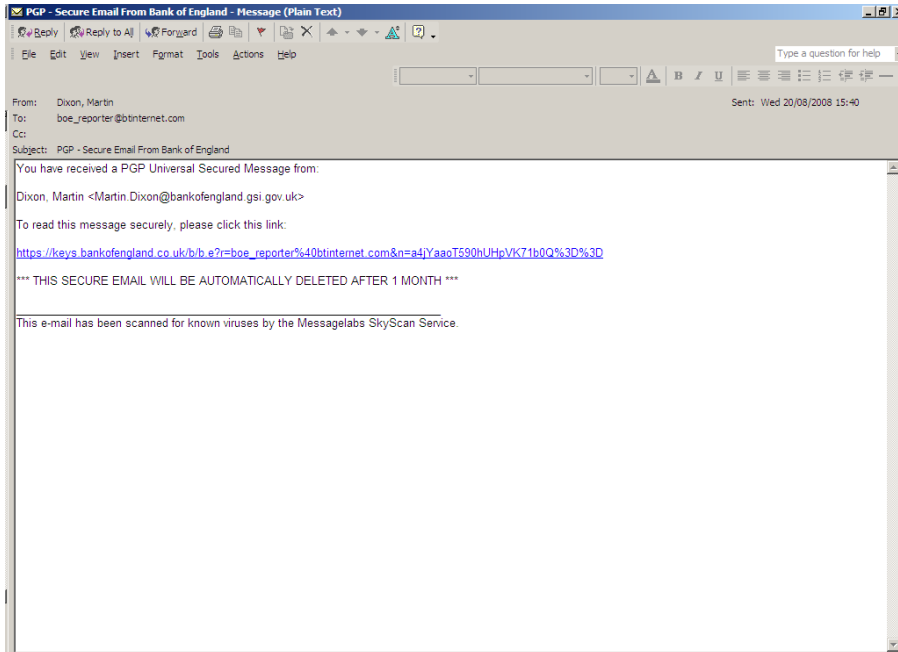 PGP - Secure Email From Bank of England - Message (Plain Text)
Reply Reply to All Forward
File Edit View Insert Format Tools Actions Help Type a question for help
A B I U
From: Dixon, Martin Sent: Wed 20/08/2008 15:40
To: boe_reporter@btinternet.com
Cc:
Subject: PGP - Secure Email From Bank of England
You have received a PGP Universal Secured Message from:
Dixon, Martin <Martin.Dixon@bankofengland.gsi.gov.uk>
To read this message securely, please click this link:
https://keys.bankofengland.co.uk/b/b.e?r=boe_reporter%40btinternet.com&n=a4jYaaoT590hUHpVK71b0Q%3D%3D
*** THIS SECURE EMAIL WILL BE AUTOMATICALLY DELETED AFTER 1 MONTH ***
This e-mail has been scanned for known viruses by the Messagelabs SkyScan Service.